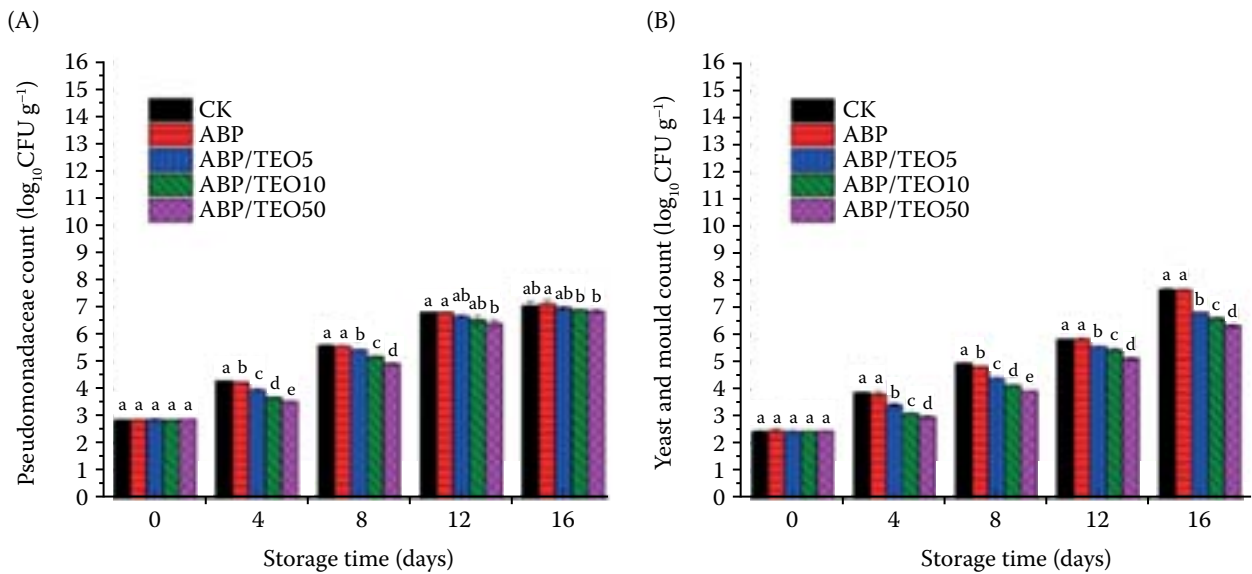 (A)
Pseudomonadaceae count (log₁₀CFU g⁻¹)
16
15
14
13
12
11
10
9
8
7
6
5
4
3
2
1
0
CK
ABP
ABP/TEO5
ABP/TEO10
ABP/TEO50
a a a a a
a b c d e
a a b c d
a a ab ab b
ab a ab b b
0 4 8 12 16
Storage time (days)
(B)
Yeast and mould count (log₁₀CFU g⁻¹)
16
15
14
13
12
11
10
9
8
7
6
5
4
3
2
1
0
CK
ABP
ABP/TEO5
ABP/TEO10
ABP/TEO50
a a a a a
a a b c d
a b c d e
a a b c d
a a b c d
0 4 8 12 16
Storage time (days)